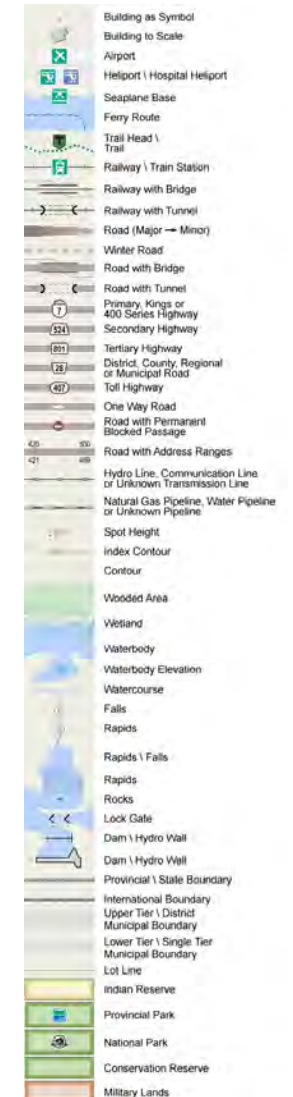 Building as Symbol
Building to Scale
Airport
Heliport \ Hospital Heliport
Seaplane Base
Ferry Route
Trail Head \
Trail
Railway \ Train Station
Railway with Bridge
Railway with Tunnel
Road (Major → Minor)
Winter Road
Road with Bridge
Road with Tunnel
7
Primary, Kings or
400 Series Highway
524
Secondary Highway
801
Tertiary Highway
28
District, County, Regional
or Municipal Road
407
Toll Highway
One Way Road
Road with Permanent
Blocked Passage
Road with Address Ranges
421
Hydro Line, Communication Line
or Unknown Transmission Line
Natural Gas Pipeline, Water Pipeline
or Unknown Pipeline
Spot Height
Index Contour
Contour
Wooded Area
Wetland
Waterbody
Waterbody Elevation
Watercourse
Falls
Rapids
Rapids \ Falls
Rapids
Rocks
Lock Gate
Dam \ Hydro Wall
Dam \ Hydro Wall
Provincial \ State Boundary
International Boundary
Upper Tier \ District
Municipal Boundary
Lower Tier \ Single Tier
Municipal Boundary
Lot Line
Indian Reserve
Provincial Park
National Park
Conservation Reserve
Military Lands